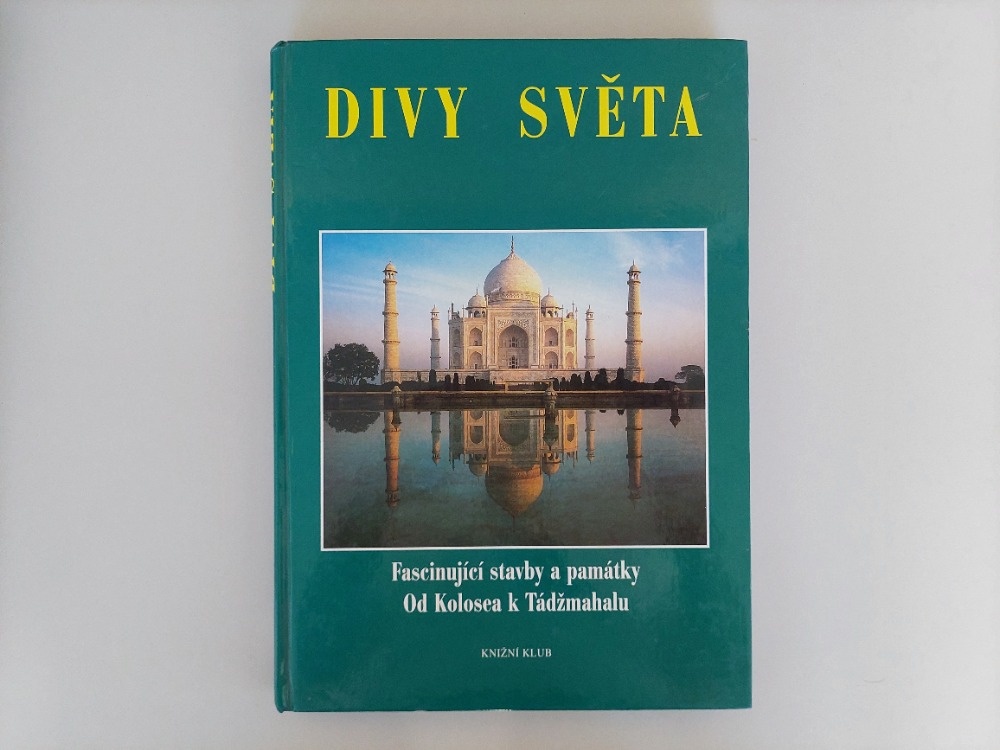 DIVY SVĚTA
Fascinující stavby a památky
Od Kolosea k Tádžmahalu
KNIŽNÍ KLUB